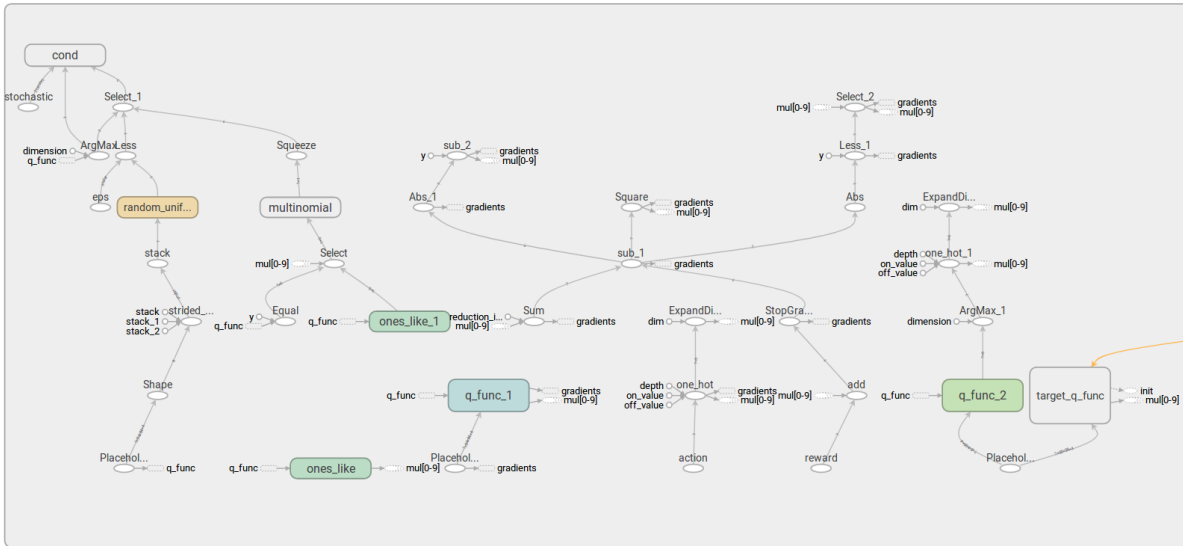 cond
stochastic
Select_1
Select_2
mul[0-9]
gradients
mul[0-9]
dimension
q_func
ArgMax
Less
Squeeze
y
sub_2
gradients
mul[0-9]
y
Less_1
gradients
eps
random_unif...
multinomial
Abs_1
gradients
Square
gradients
mul[0-9]
Abs
dim
ExpandDi...
mul[0-9]
stack
mul[0-9]
Select
sub_1
gradients
depth
on_value
off_value
one_hot_1
mul[0-9]
stack
stack_1
stack_2
strided_...
y
q_func
Equal
q_func
ones_like_1
reduction_i...
mul[0-9]
Sum
gradients
dim
ExpandDi...
mul[0-9]
StopGra...
gradients
dimension
ArgMax_1
Shape
q_func
q_func_1
gradients
mul[0-9]
depth
on_value
off_value
one_hot
gradients
mul[0-9]
mul[0-9]
add
q_func
q_func_2
target_q_func
init
mul[0-9]
Placehol...
q_func
q_func
ones_like
mul[0-9]
Placehol...
gradients
action
reward
Placehol...